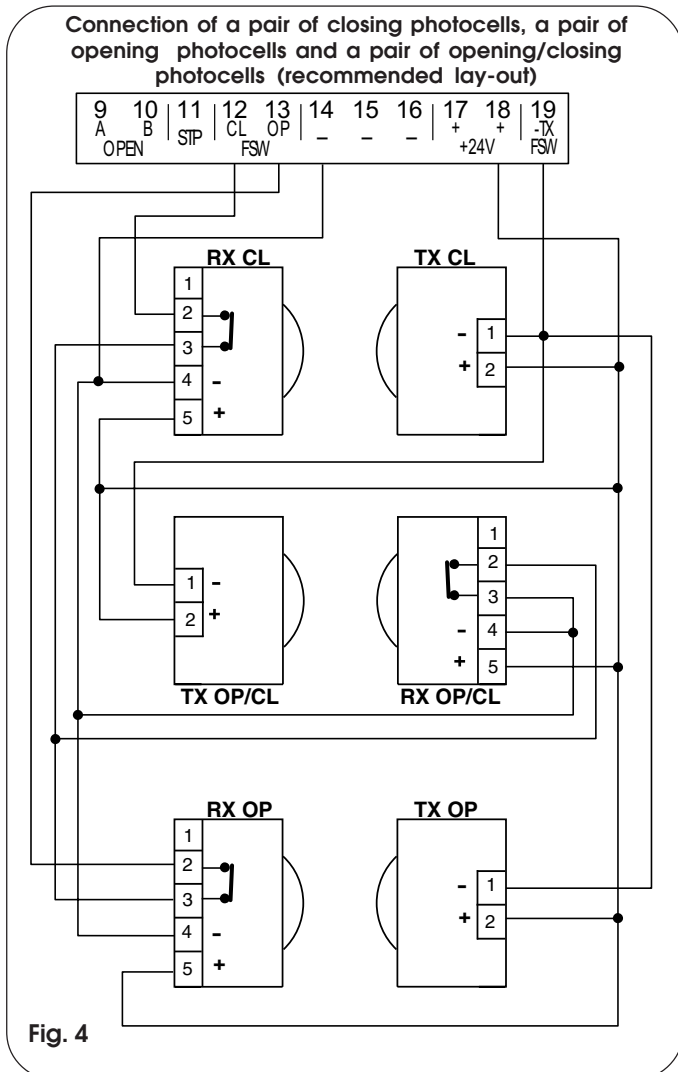 Connection of a pair of closing photocells, a pair of
opening photocells and a pair of opening/closing
photocells (recommended lay-out)
9 10 11 12 13 14 15 16 17 18 19
A B STP CL OP – – – + + -TX
OPEN FSW +24V FSW
RX CL TX CL
1
2
3
4 -
5 +
- 1
+ 2
1 -
2 +
1
2
3
- 4
+ 5
TX OP/CL RX OP/CL
RX OP TX OP
1
2
3
4 -
5 +
- 1
+ 2
Fig. 4